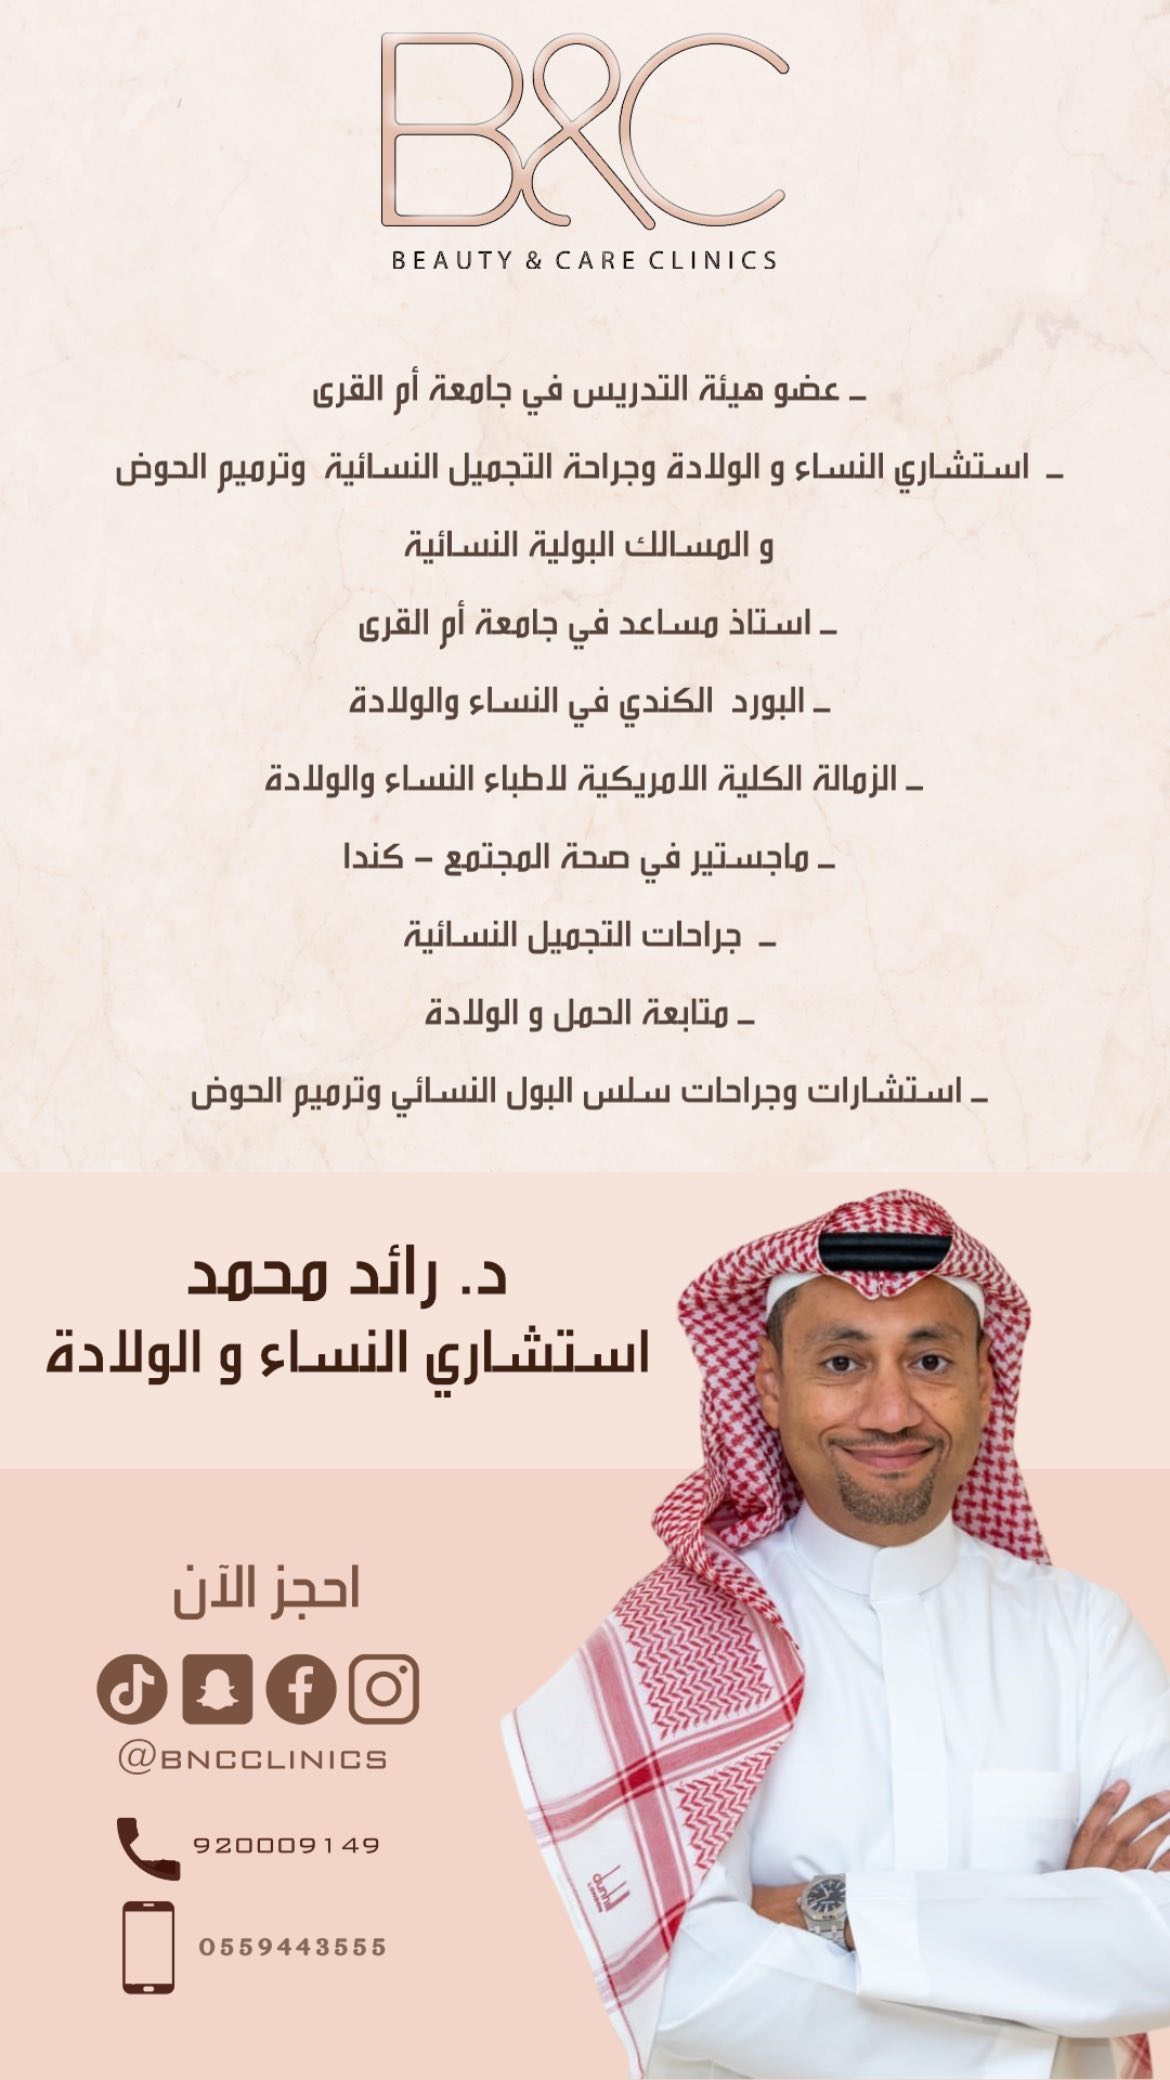 B&C
BEAUTY & CARE CLINICS
ـ عضو هيئة التدريس في جامعة أم القرى
ـ استشاري النساء و الولادة وجراحة التجميل النسائية وترميم الحوض
و المسالك البولية النسائية
ـ استاذ مساعد في جامعة أم القرى
ـ البورد الكندي في النساء والولادة
ـ الزمالة الكلية الامريكية لاطباء النساء والولادة
ـ ماجستير في صحة المجتمع – كندا
ـ جراحات التجميل النسائية
ـ متابعة الحمل و الولادة
ـ استشارات وجراحات سلس البول النسائي وترميم الحوض
د. رائد محمد
استشاري النساء و الولادة
احجز الآن
@BNCCLINICS
920009149
0559443555
dunhill
LONDON